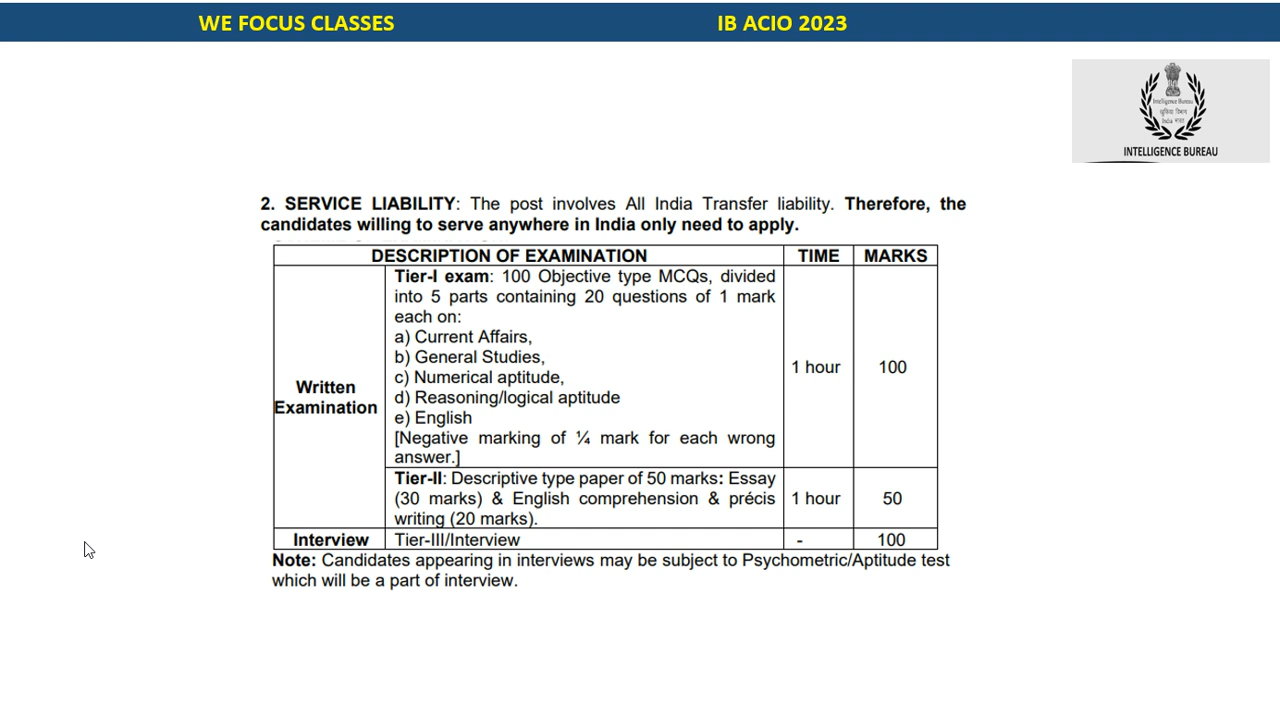 WE FOCUS CLASSES
IB ACIO 2023
Intelligence Bureau
India भारत
INTELLIGENCE BUREAU
2. SERVICE LIABILITY: The post involves All India Transfer liability. Therefore, the
candidates willing to serve anywhere in India only need to apply.
DESCRIPTION OF EXAMINATION TIME MARKS
Written
Examination
Tier-I exam: 100 Objective type MCQs, divided
into 5 parts containing 20 questions of 1 mark
each on:
a) Current Affairs,
b) General Studies,
c) Numerical aptitude,
d) Reasoning/logical aptitude
e) English
[Negative marking of ¼ mark for each wrong
answer.]
1 hour 100
Tier-II: Descriptive type paper of 50 marks: Essay
(30 marks) & English comprehension & précis
writing (20 marks).
1 hour 50
Interview Tier-III/Interview - 100
Note: Candidates appearing in interviews may be subject to Psychometric/Aptitude test
which will be a part of interview.